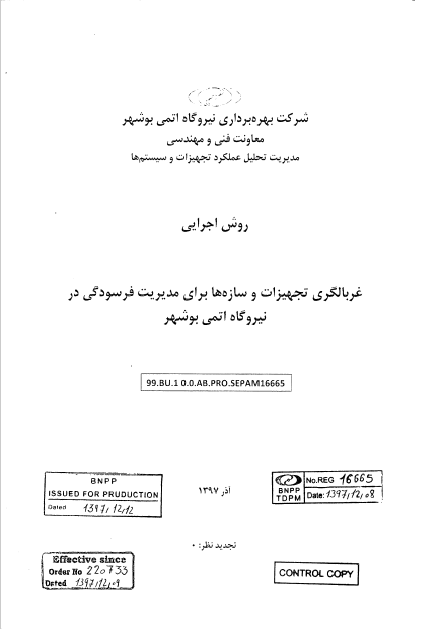 شرکت بهره‌برداری نیروگاه اتمی بوشهر
معاونت فنی و مهندسی
مدیریت تحلیل عملکرد تجهیزات و سیستم‌ها
روش اجرایی
غربالگری تجهیزات و سازه‌ها برای مدیریت فرسودگی در
نیروگاه اتمی بوشهر
99.BU.1 0.0.AB.PRO.SEPAM16665
BNPP
ISSUED FOR PRUDUCTION
Dated 1397/12/12
آذر ۱۳۹۷
BNPP
TDPM
No.REG 16665
Date: 1397/12/08
تجدید نظر: ۰
Effective since
Order No 220733
Dated 1397/12/09
CONTROL COPY